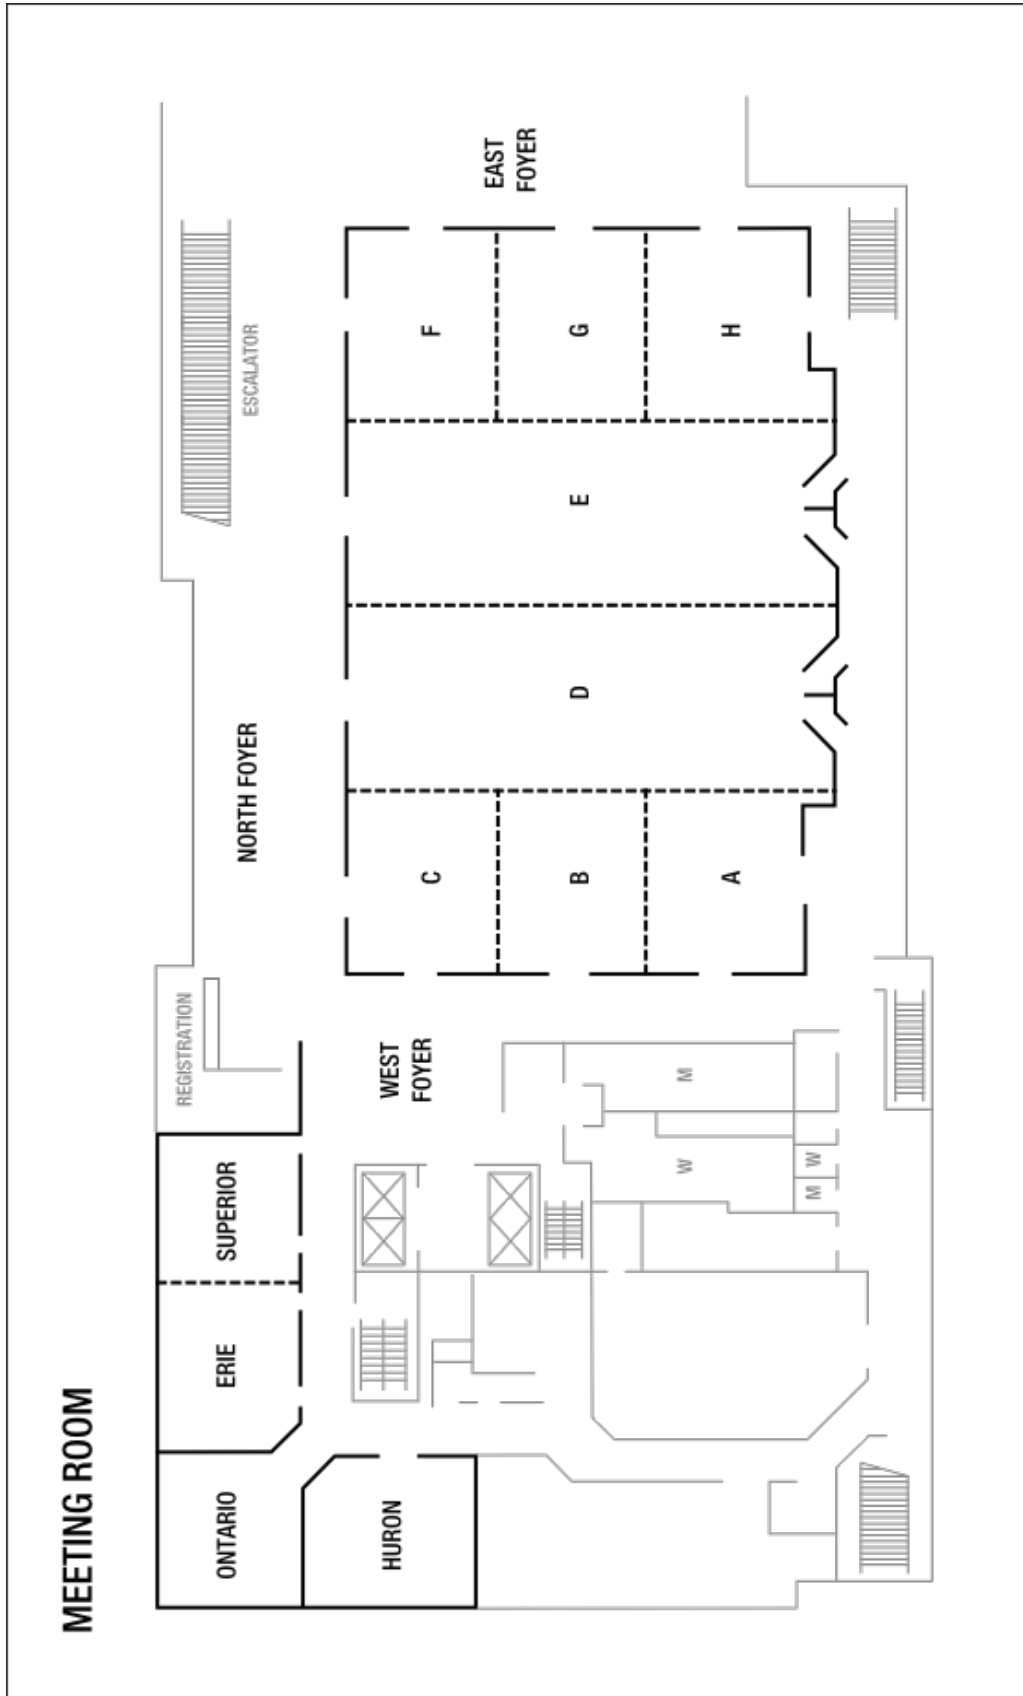 MEETING ROOM
ONTARIO
ERIE
SUPERIOR
REGISTRATION
NORTH FOYER
ESCALATOR
HURON
WEST
FOYER
C
F
EAST
FOYER
B
D
E
G
W
M
A
H
M
W